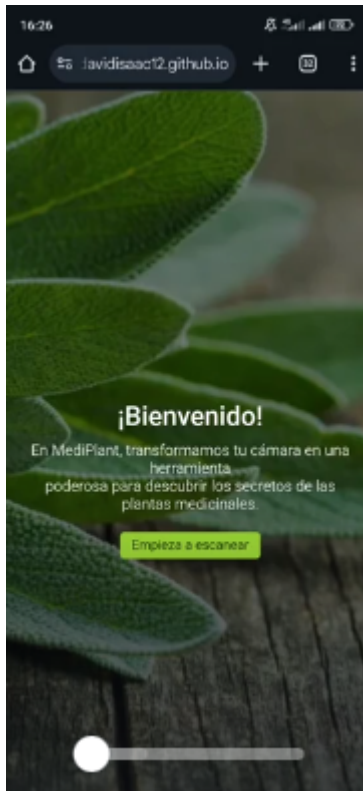 16:26
lavidisaac12.github.io
¡Bienvenido!
En MediPlant, transformamos tu cámara en una
herramienta
poderosa para descubrir los secretos de las
plantas medicinales.
Empieza a escanear